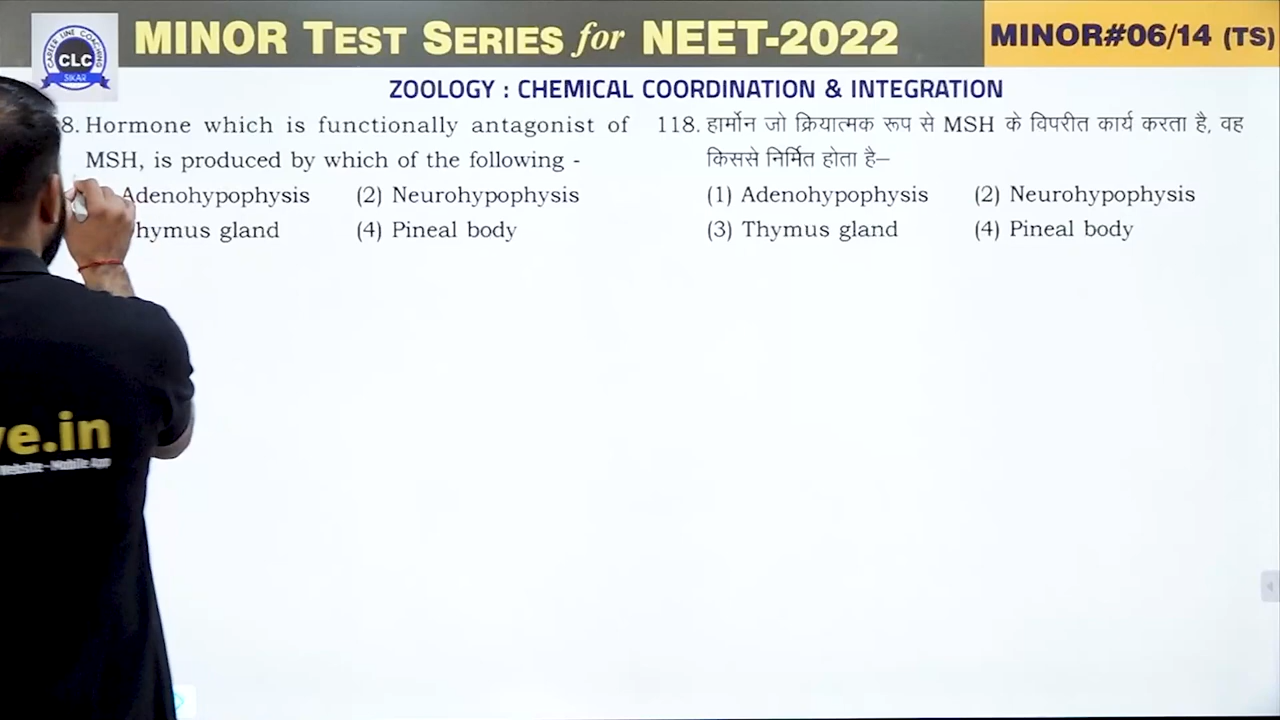 CAREER LINE COACHING
CLC
SIKAR
MINOR TEST SERIES for NEET-2022
MINOR#06/14 (TS)
ZOOLOGY : CHEMICAL COORDINATION & INTEGRATION
8. Hormone which is functionally antagonist of
MSH, is produced by which of the following -
Adenohypophysis (2) Neurohypophysis
hymus gland (4) Pineal body
118. हार्मोन जो क्रियात्मक रूप से MSH के विपरीत कार्य करता है, वह
किससे निर्मित होता है–
(1) Adenohypophysis (2) Neurohypophysis
(3) Thymus gland (4) Pineal body
ve.in
Website - Mobile App